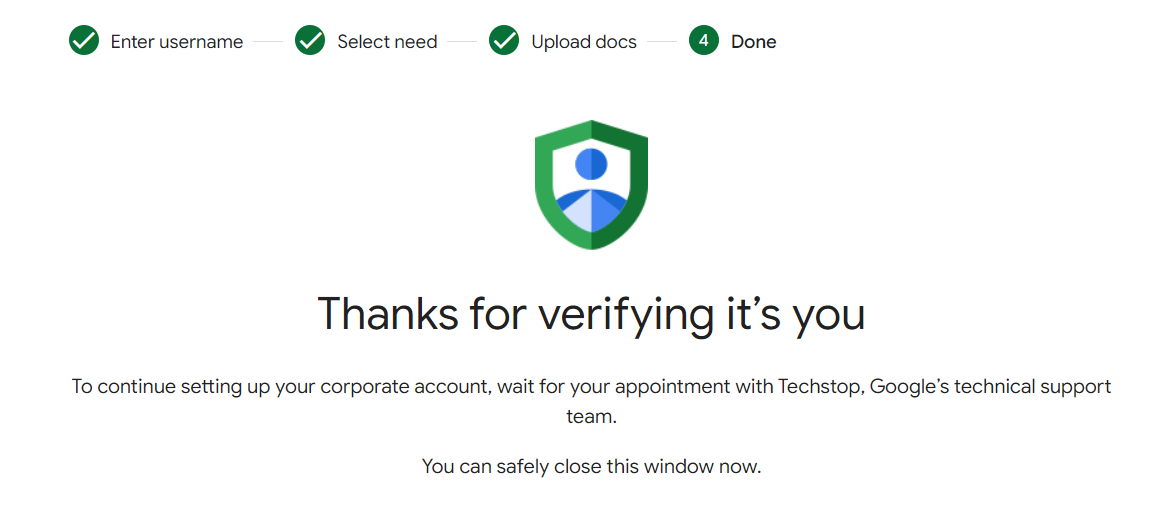 Enter username
Select need
Upload docs
4 Done
Thanks for verifying it’s you
To continue setting up your corporate account, wait for your appointment with Techstop, Google’s technical support
team.
You can safely close this window now.